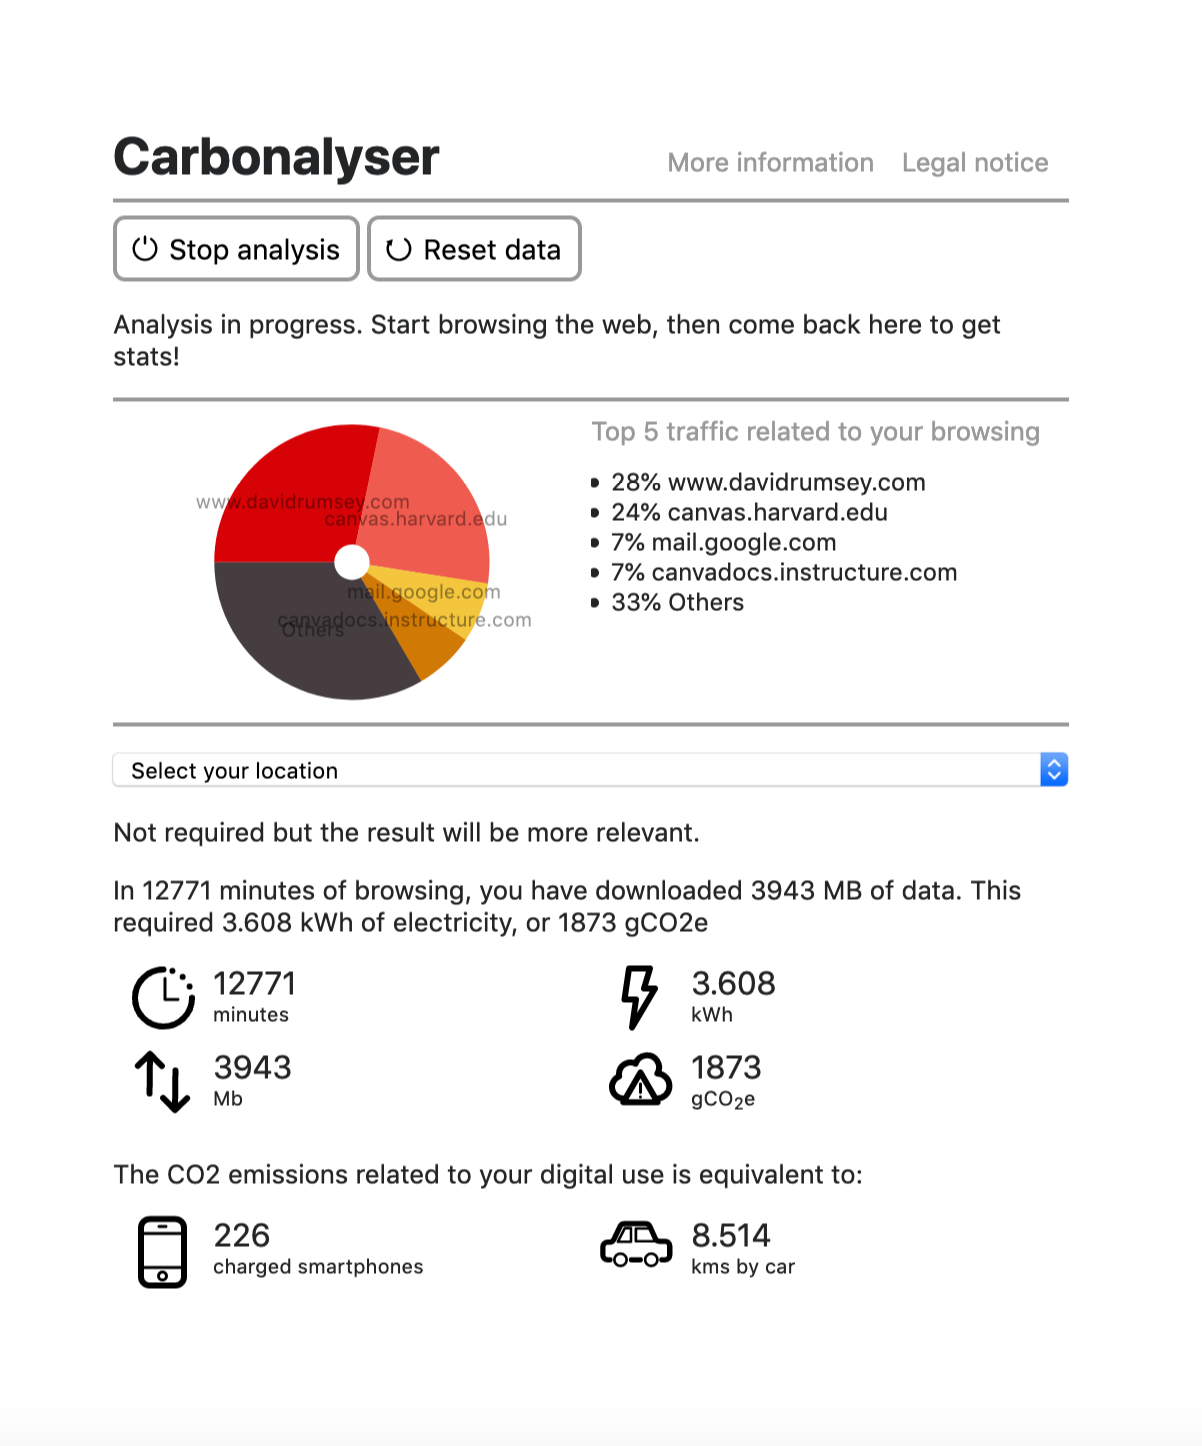 Carbonalyser
More information Legal notice
Stop analysis Reset data
Analysis in progress. Start browsing the web, then come back here to get
stats!
www.davidrumsey.com
canvas.harvard.edu
mail.google.com
canvadocs.instructure.com
Others
Top 5 traffic related to your browsing
• 28% www.davidrumsey.com
• 24% canvas.harvard.edu
• 7% mail.google.com
• 7% canvadocs.instructure.com
• 33% Others
Select your location
Not required but the result will be more relevant.
In 12771 minutes of browsing, you have downloaded 3943 MB of data. This
required 3.608 kWh of electricity, or 1873 gCO2e
12771
minutes
3.608
kWh
3943
Mb
1873
gCO₂e
The CO2 emissions related to your digital use is equivalent to:
226
charged smartphones
8.514
kms by car